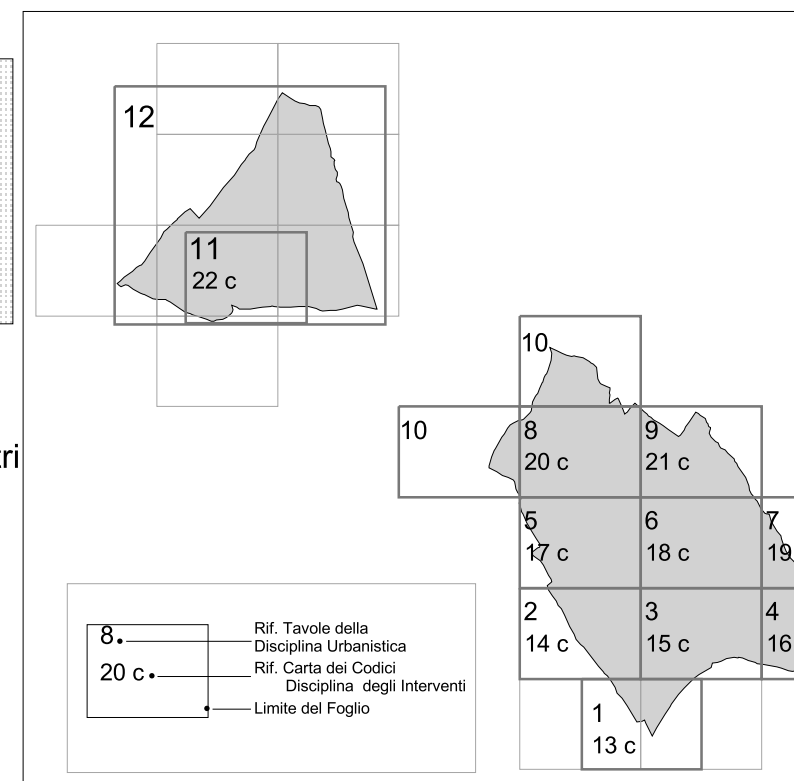 12
11
22 c
tri
10
10
8
20 c
9
21 c
5
17 c
6
18 c
7
19
2
14 c
3
15 c
4
16
1
13 c
8
Rif. Tavole della
Disciplina Urbanistica
20 c
Rif. Carta dei Codici
Disciplina degli Interventi
Limite del Foglio